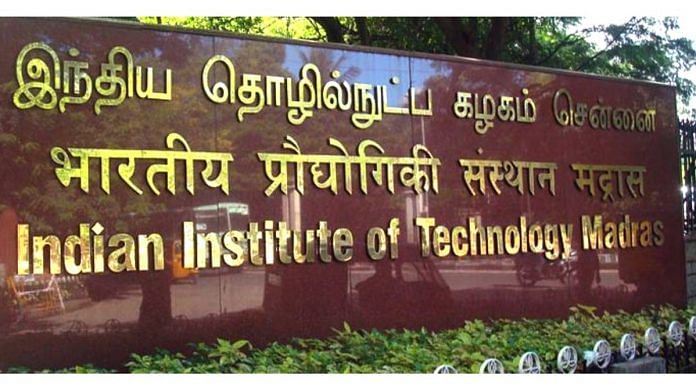 இந்திய தொழில்நுட்ப கழகம் சென்னை
भारतीय प्रौद्योगिकी संस्थान मद्रास
Indian Institute of Technology Madras